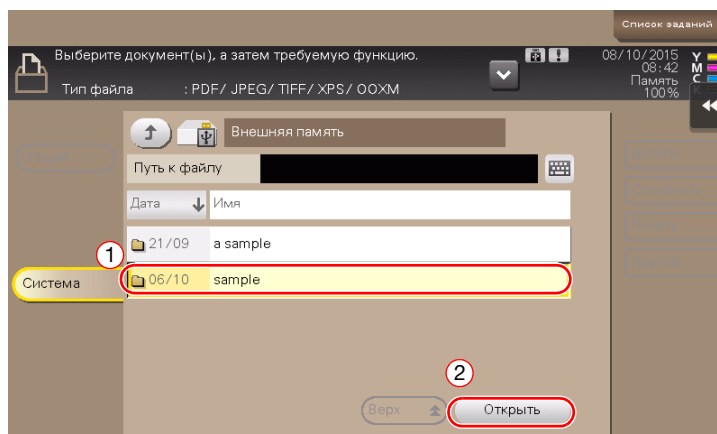 Список заданий
Выберите документ(ы), а затем требуемую функцию.
08/10/2015
08:42
Память
100%
Y
M
C
K
Тип файла : PDF/ JPEG/ TIFF/ XPS/ OOXM
Внешняя память
Путь к файлу
Дата Имя
1
21/09 a sample
Система
06/10 sample
2
Верх Открыть